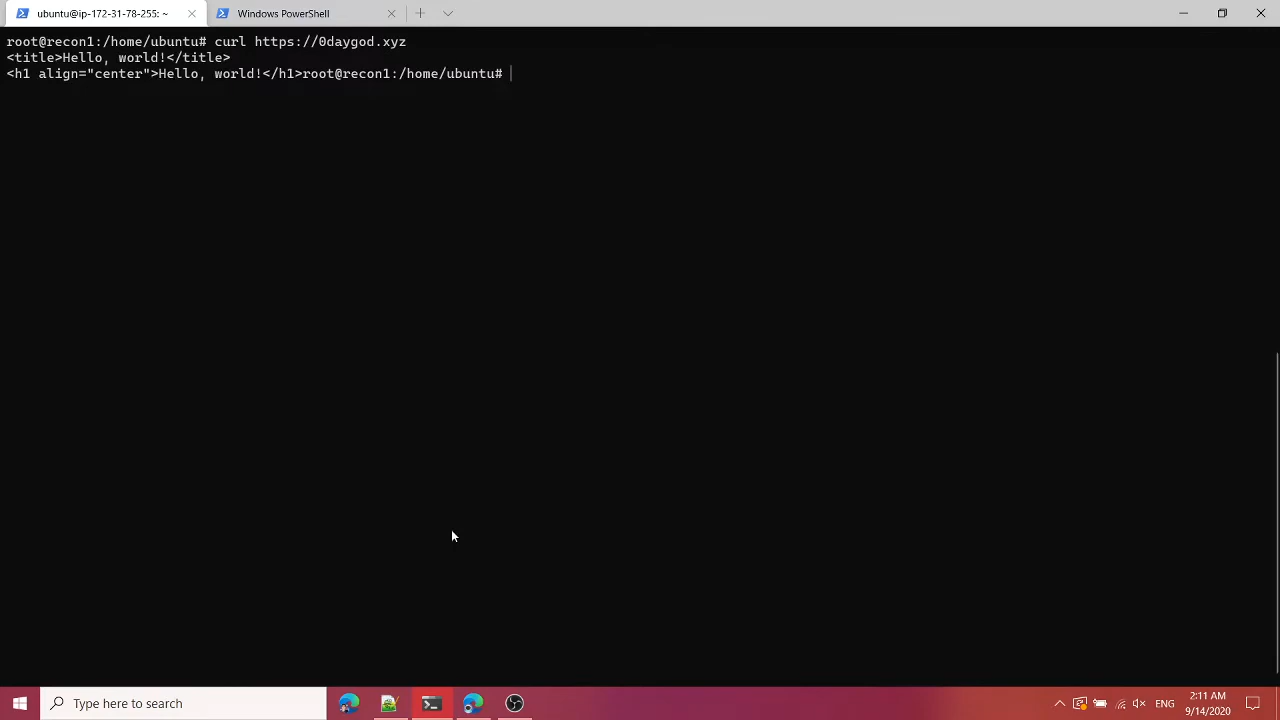 ubuntu@ip-172-31-78-255: ~
Windows PowerShell
root@recon1:/home/ubuntu# curl https://0daygod.xyz
<title>Hello, world!</title>
<h1 align="center">Hello, world!</h1>root@recon1:/home/ubuntu#
Type here to search
ENG
2:11 AM
9/14/2020